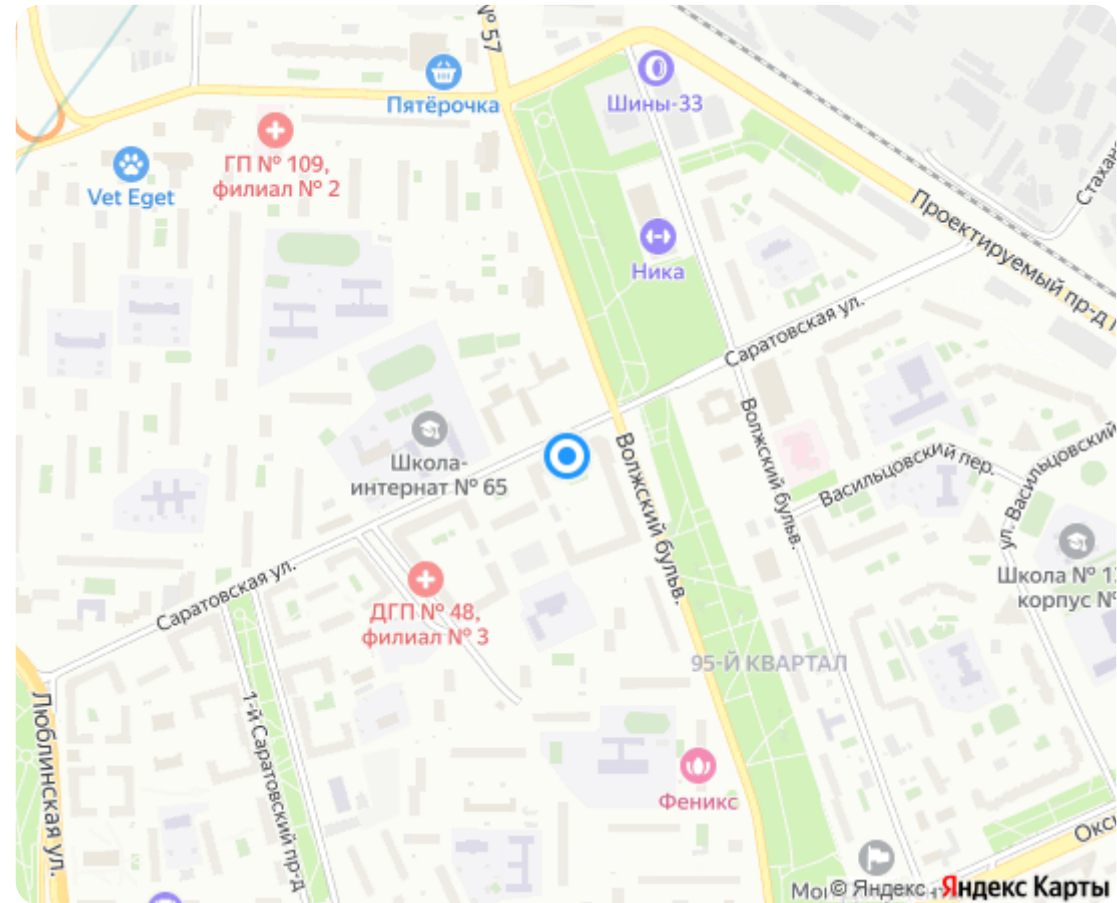 № 57
Пятёрочка
Шины-33
ГП № 109,
филиал № 2
Vet Eget
Проектируемый пр-д
Ника
Саратовская ул.
Школа-
интернат № 65
Волжский бульв.
Волжский бульв.
Васильцовский пер.
ул. Васильцовский
Школа №
корпус №
Саратовская ул.
ДГП № 48,
филиал № 3
95-Й КВАРТАЛ
Люблинская ул.
1-й Саратовский пр-д
Феникс
© Яндекс
Яндекс Карты